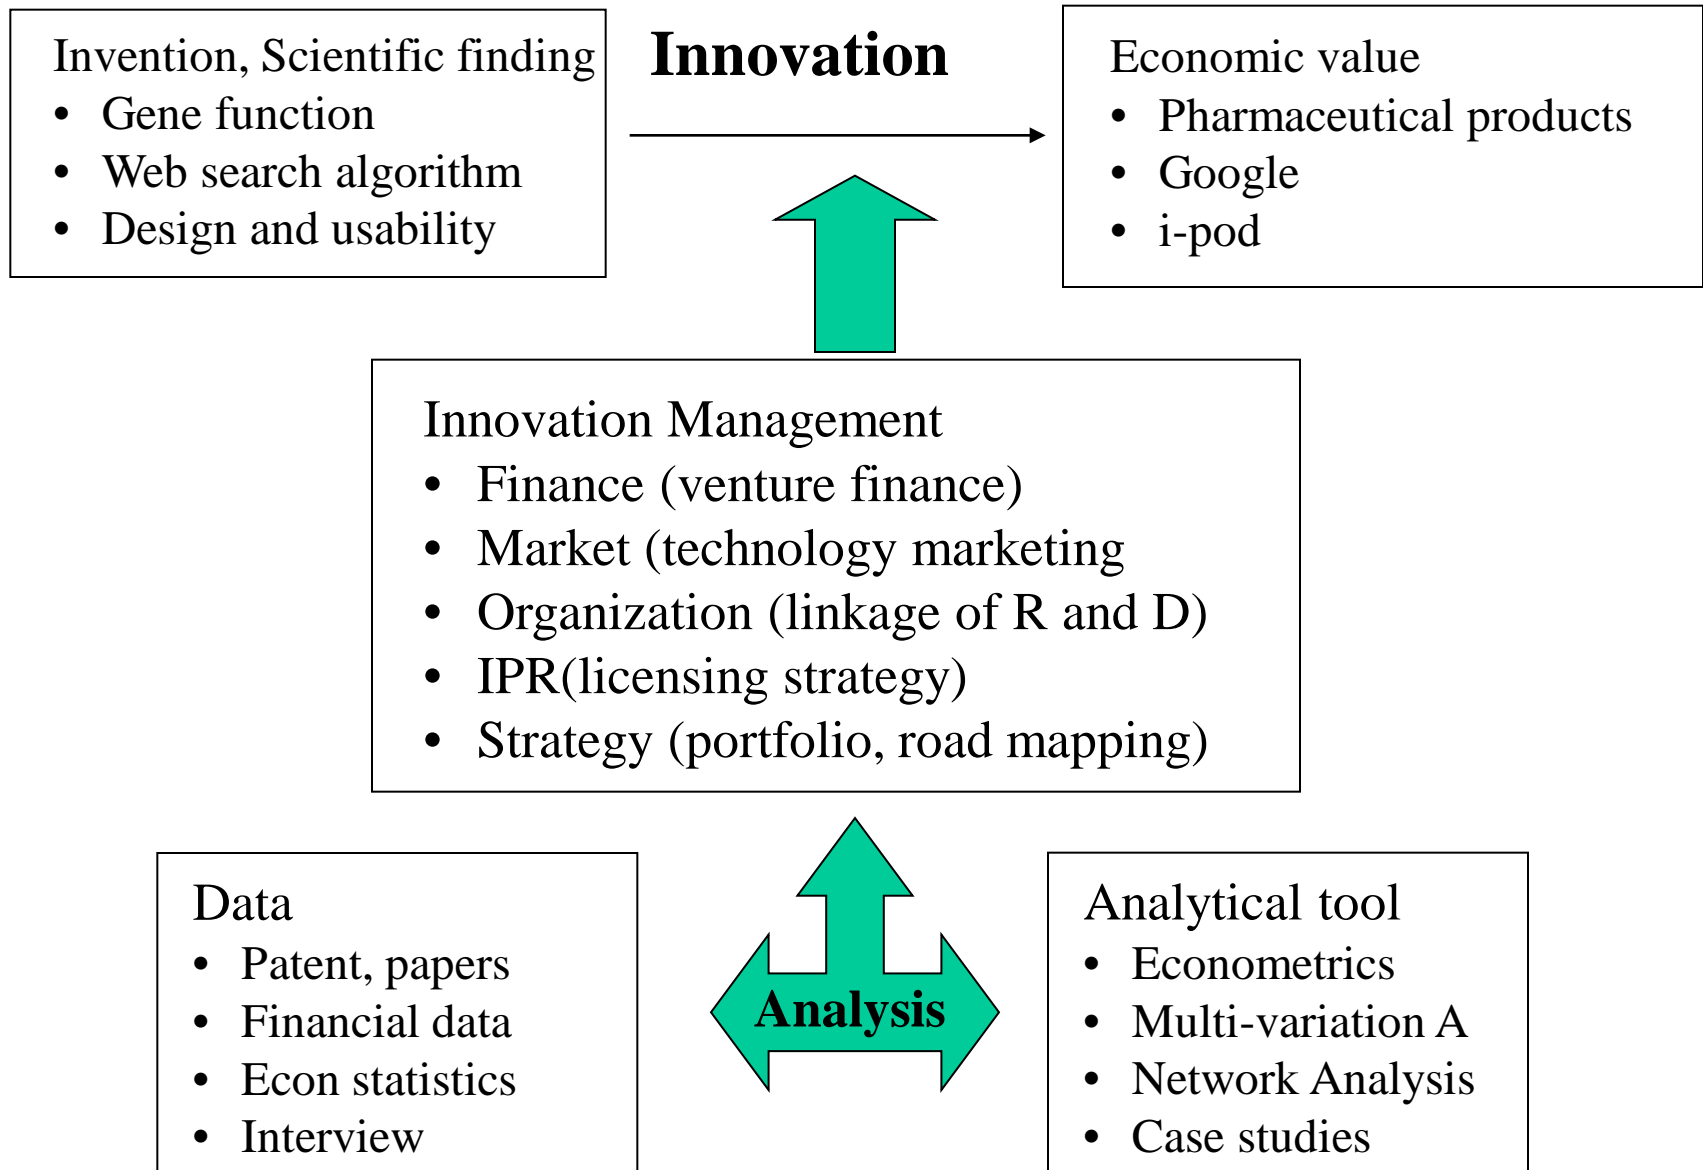 Invention, Scientific finding
• Gene function
• Web search algorithm
• Design and usability
Innovation
Economic value
• Pharmaceutical products
• Google
• i-pod
Innovation Management
• Finance (venture finance)
• Market (technology marketing
• Organization (linkage of R and D)
• IPR(licensing strategy)
• Strategy (portfolio, road mapping)
Data
• Patent, papers
• Financial data
• Econ statistics
• Interview
Analysis
Analytical tool
• Econometrics
• Multi-variation A
• Network Analysis
• Case studies